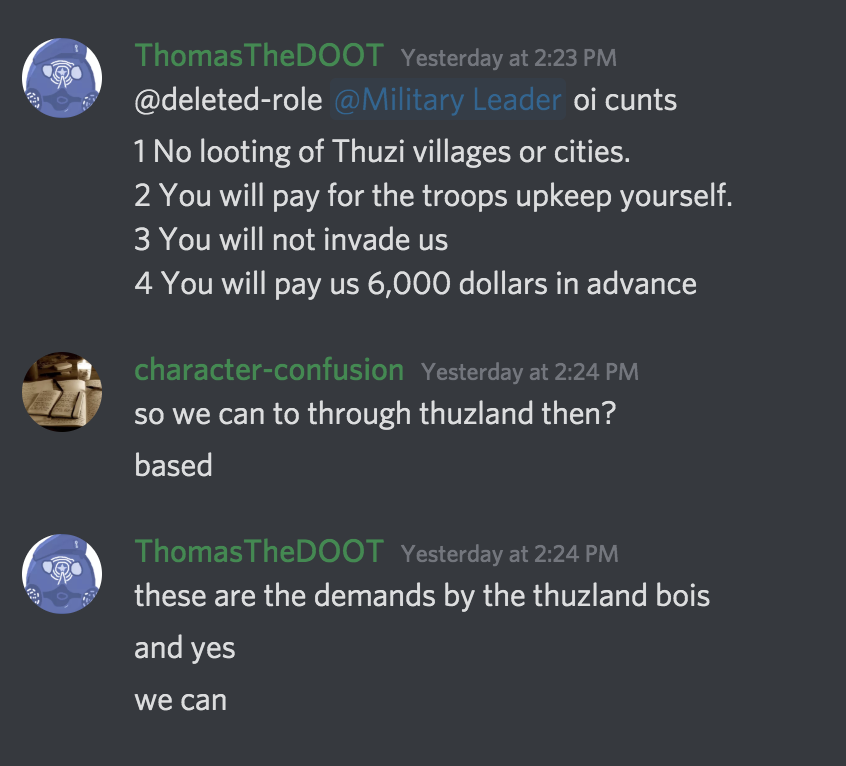 ThomasTheDOOT Yesterday at 2:23 PM
@deleted-role @Military Leader oi cunts
1 No looting of Thuzi villages or cities.
2 You will pay for the troops upkeep yourself.
3 You will not invade us
4 You will pay us 6,000 dollars in advance
character-confusion Yesterday at 2:24 PM
so we can to through thuzland then?
based
ThomasTheDOOT Yesterday at 2:24 PM
these are the demands by the thuzland bois
and yes
we can